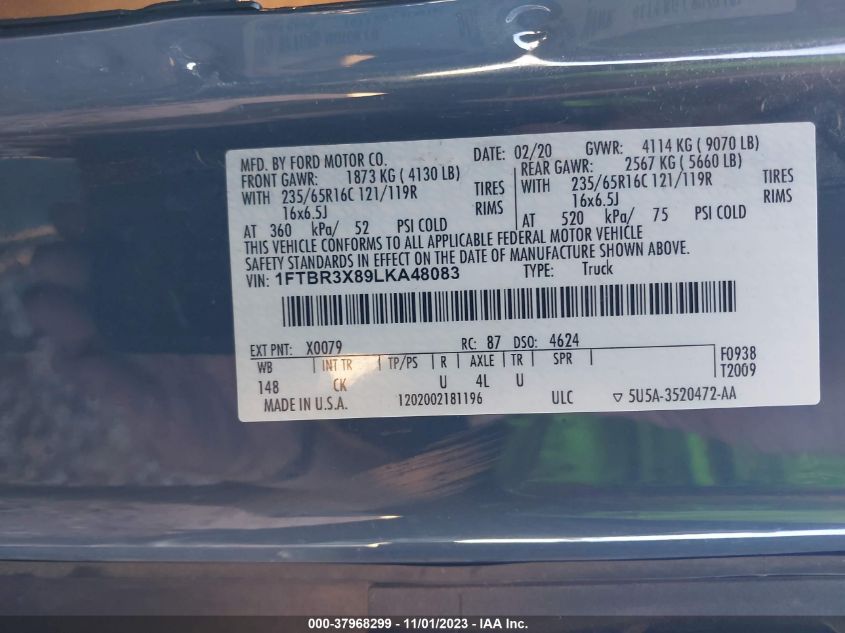 MFD. BY FORD MOTOR CO. DATE: 02/20 GVWR: 4114 KG ( 9070 LB)
FRONT GAWR: 1873 KG ( 4130 LB) REAR GAWR: 2567 KG ( 5660 LB)
WITH 235/65R16C 121/119R TIRES WITH 235/65R16C 121/119R TIRES
16x6.5J RIMS 16x6.5J RIMS
AT 360 kPa/ 52 PSI COLD AT 520 kPa/ 75 PSI COLD
THIS VEHICLE CONFORMS TO ALL APPLICABLE FEDERAL MOTOR VEHICLE
SAFETY STANDARDS IN EFFECT ON THE DATE OF MANUFACTURE SHOWN ABOVE.
VIN: 1FTBR3X89LKA48083 TYPE: Truck
EXT PNT: X0079 RC: 87 DSO: 4624
WB INT TR TP/PS R AXLE TR SPR F0938
148 CK U 4L U T2009
MADE IN U.S.A. 1202002181196 ULC ▽ 5U5A-3520472-AA
000-37968299 - 11/01/2023 - IAA Inc.